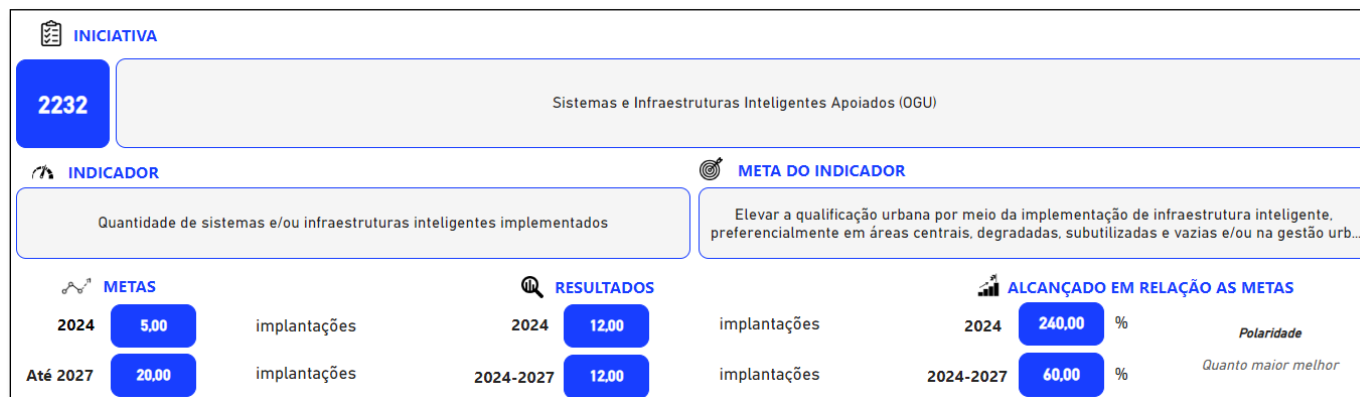 INICIATIVA
2232
Sistemas e Infraestruturas Inteligentes Apoiados (OGU)
INDICADOR
META DO INDICADOR
Quantidade de sistemas e/ou infraestruturas inteligentes implementados
Elevar a qualificação urbana por meio da implementação de infraestrutura inteligente,
preferencialmente em áreas centrais, degradadas, subutilizadas e vazias e/ou na gestão urb...
METAS
RESULTADOS
ALCANÇADO EM RELAÇÃO AS METAS
2024 5,00 implantações 2024 12,00 implantações 2024 240,00 %
Polaridade
Quanto maior melhor
Até 2027 20,00 implantações 2024-2027 12,00 implantações 2024-2027 60,00 %